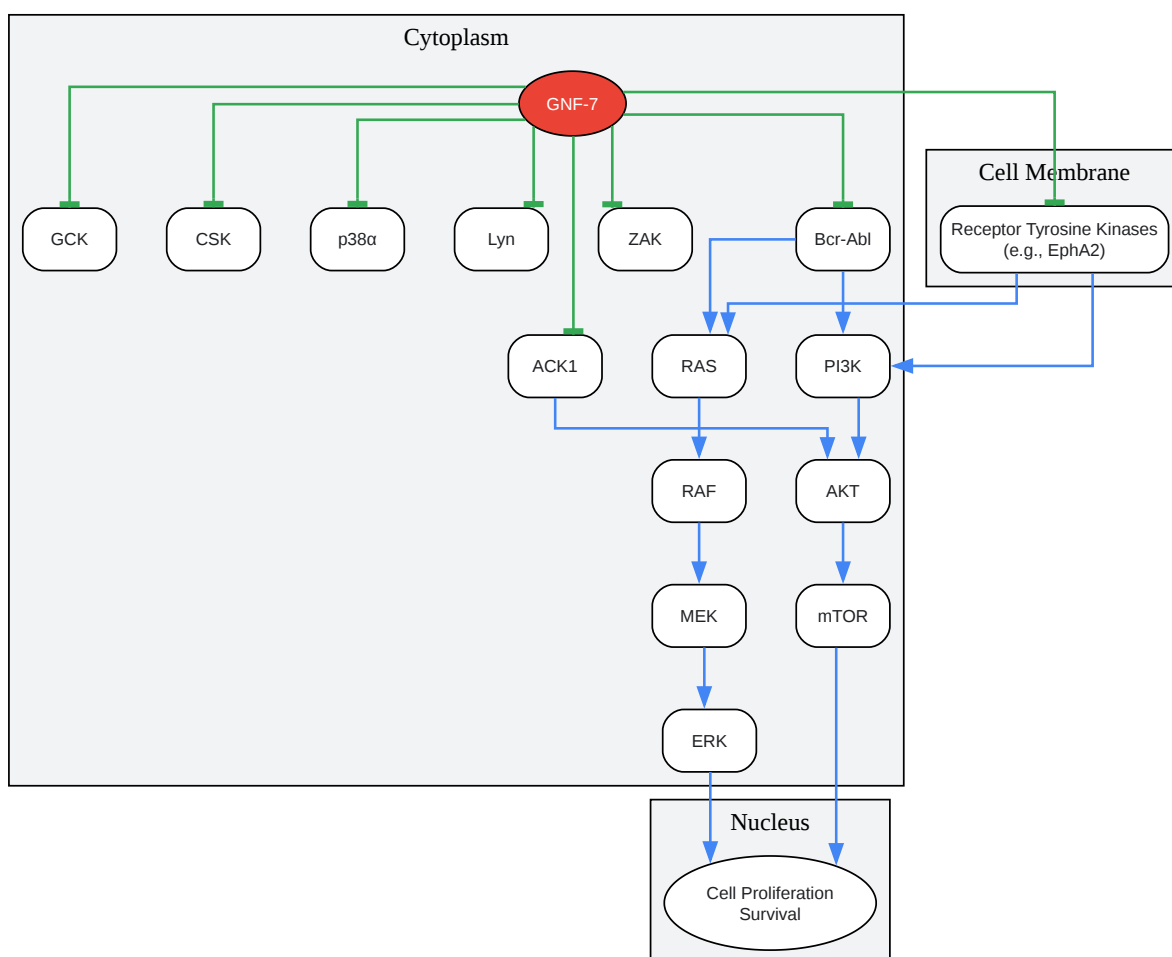 Cytoplasm
GNF-7
Cell Membrane
GCK
CSK
p38α
Lyn
ZAK
Bcr-Abl
Receptor Tyrosine Kinases
(e.g., EphA2)
ACK1
RAS
PI3K
RAF
AKT
MEK
mTOR
ERK
Nucleus
Cell Proliferation
Survival